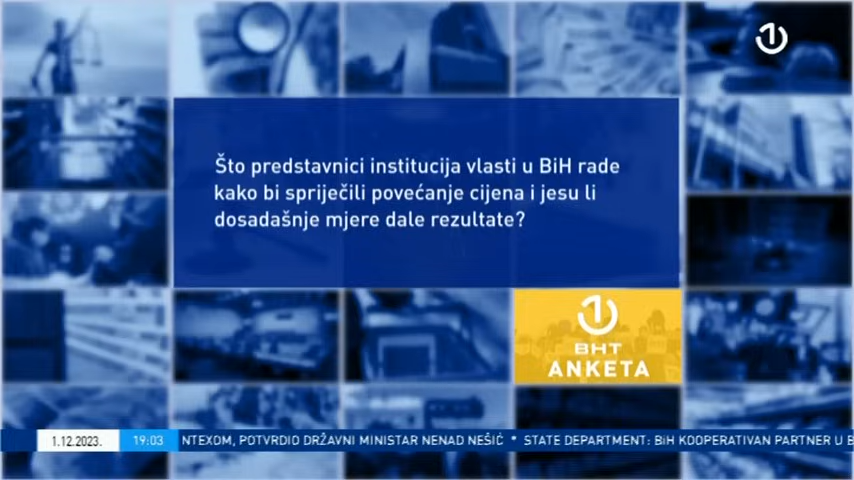 Što predstavnici institucija vlasti u BiH rade
kako bi spriječili povećanje cijena i jesu li
dosadašnje mjere dale rezultate?
1
BHT
ANKETA
1.12.2023. 19:03 NTEXOM, POTVRDIO DRŽAVNI MINISTAR NENAD NEŠIĆ * STATE DEPARTMENT: BiH KOOPERATIVAN PARTNER U B